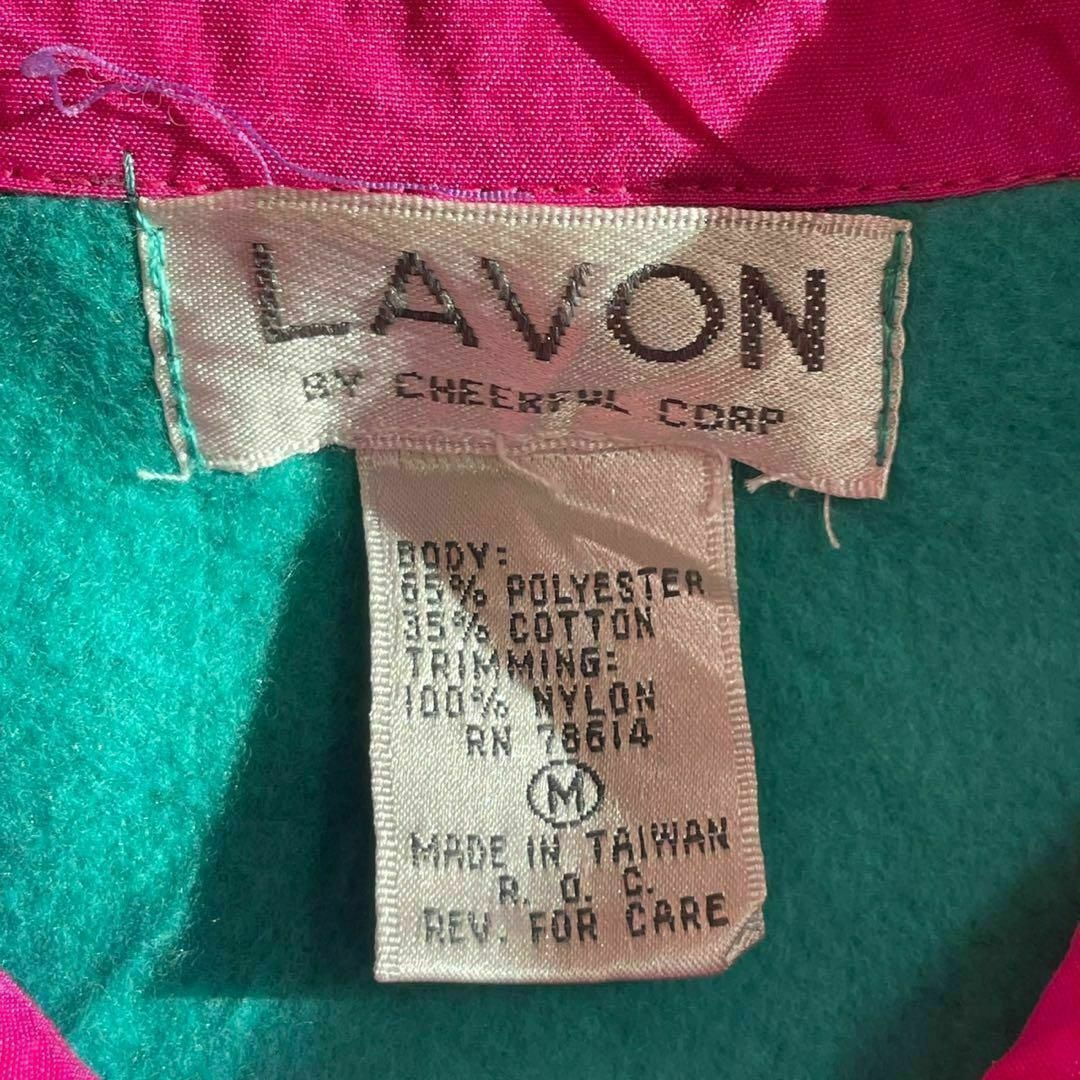 LAVON
BY CHEERFUL CORP
BODY:
65% POLYESTER
35% COTTON
TRIMMING:
100% NYLON
RN 78614
M
MADE IN TAIWAN
R. O. C.
REV. FOR CARE